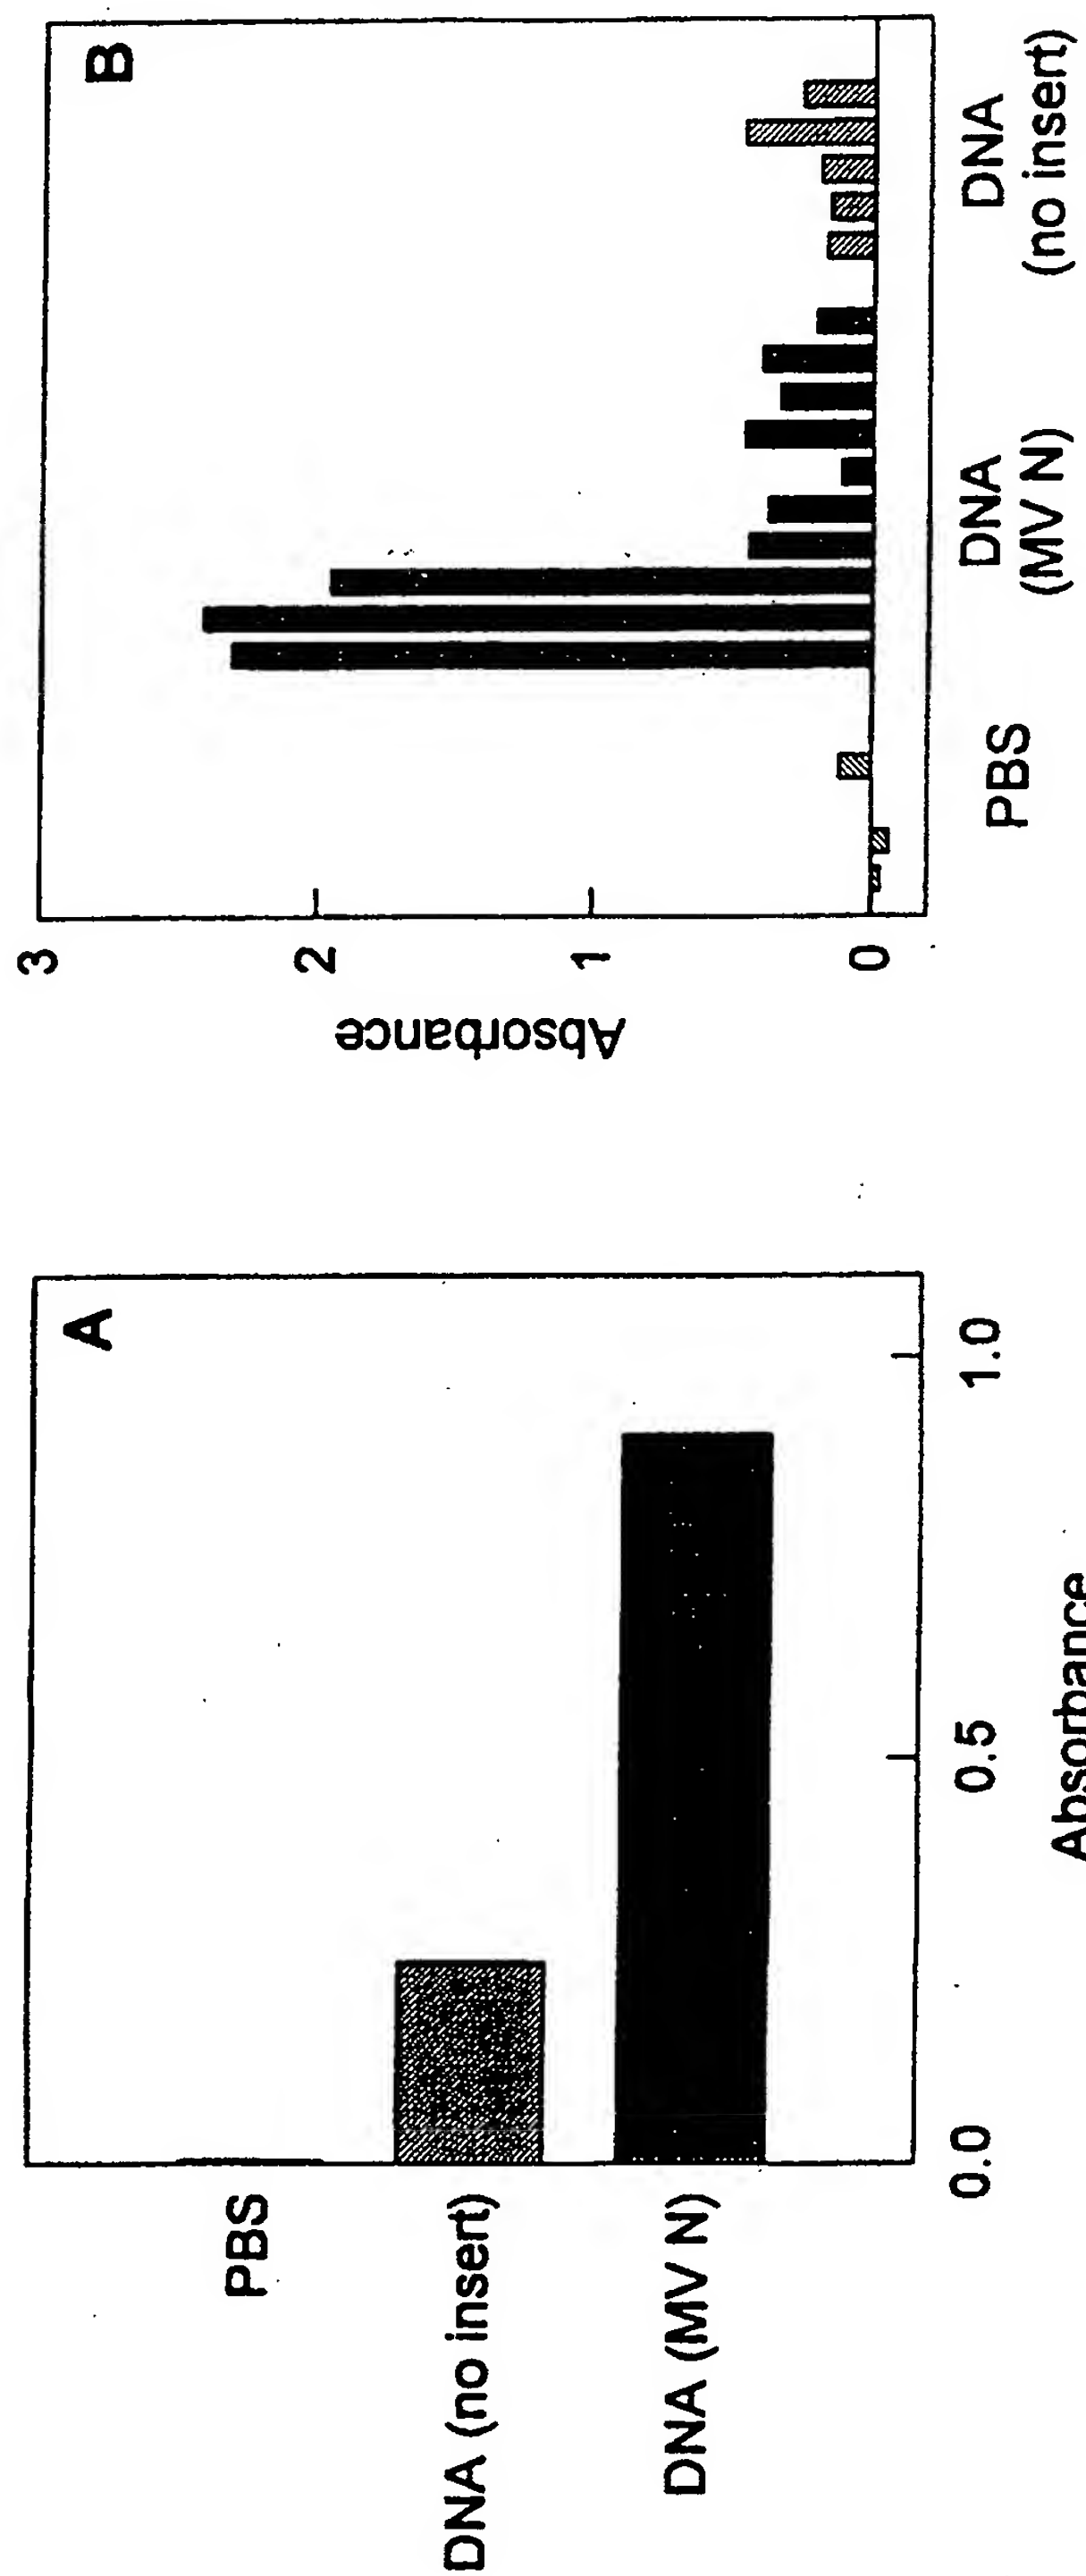 A
PBS
DNA (no insert)
DNA (MV N)
0.0
0.5
1.0
Absorbance
B
3
2
1
0
Absorbance
PBS
DNA
(MV N)
DNA
(no insert)